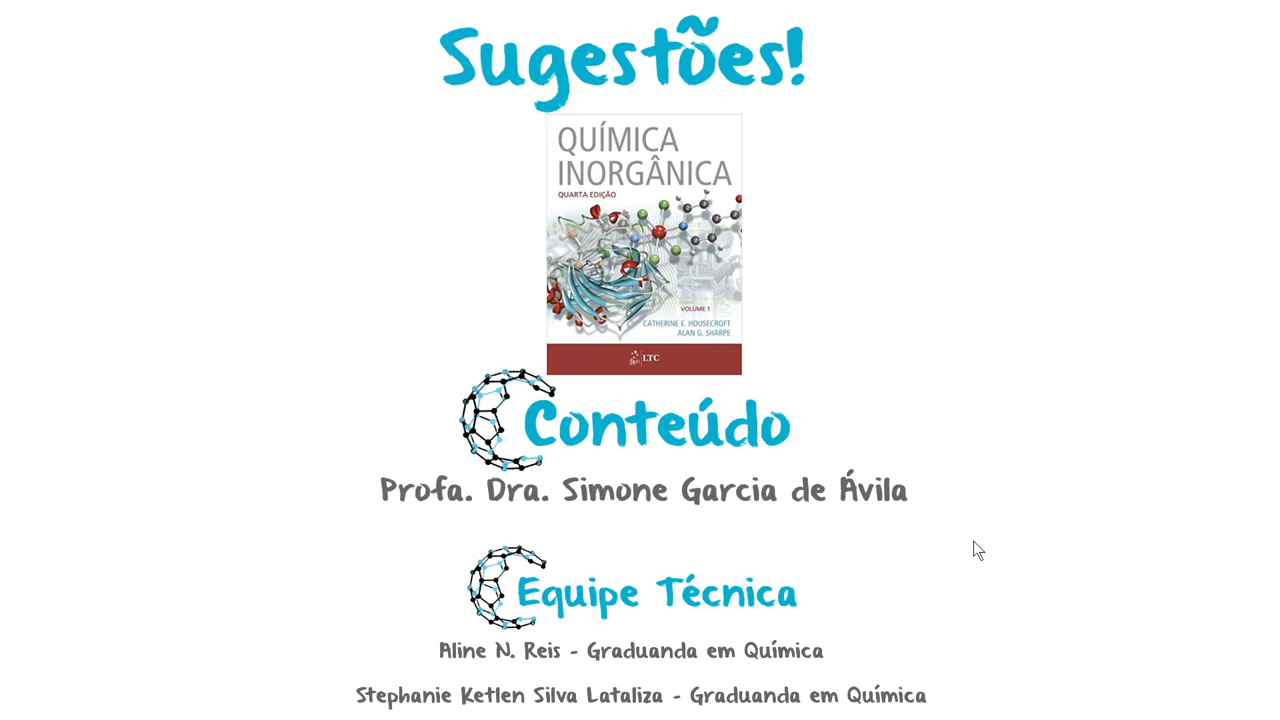 Sugestões!
QUÍMICA
INORGÂNICA
QUARTA EDIÇÃO
VOLUME 1
CATHERINE E. HOUSECROFT
ALAN G. SHARPE
LTC
Conteúdo
Profa. Dra. Simone Garcia de Ávila
Equipe Técnica
Aline N. Reis - Graduanda em Química
Stephanie Ketlen Silva Lataliza - Graduanda em Química